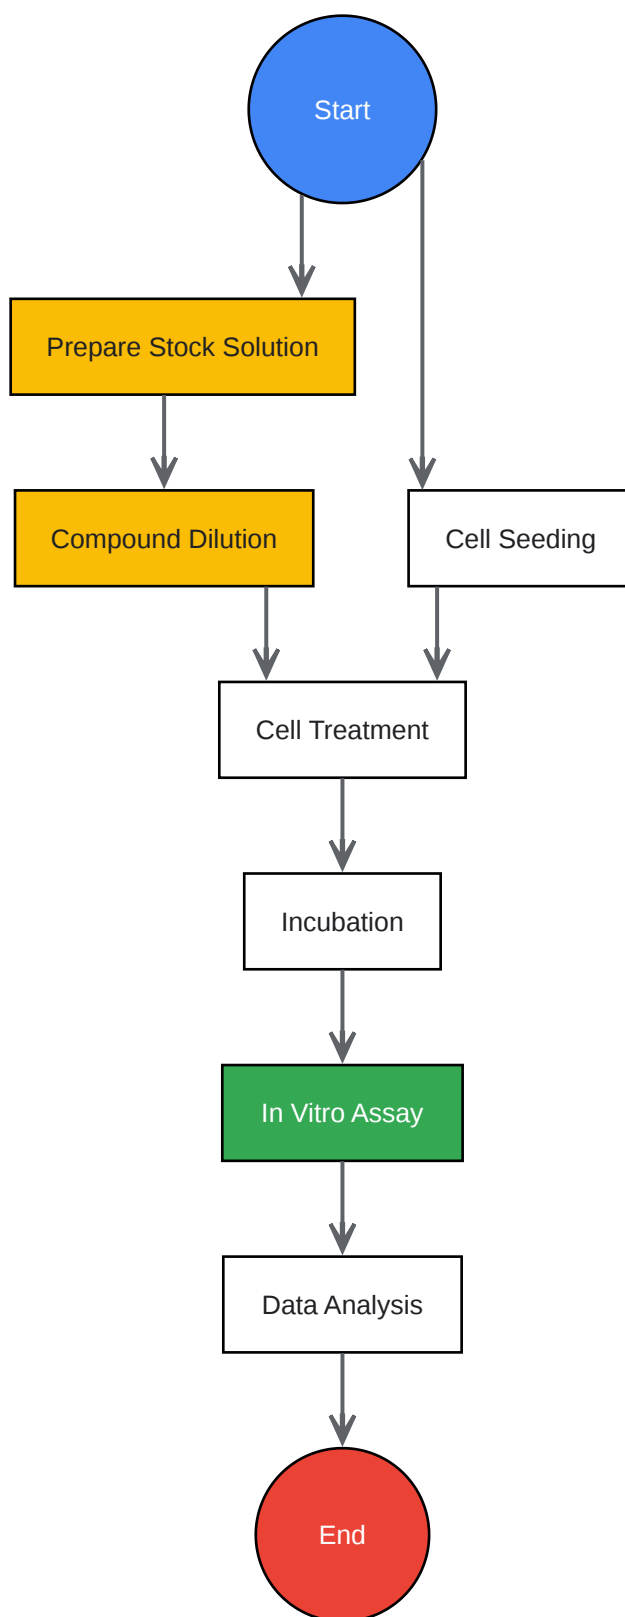 Start
Prepare Stock Solution
Compound Dilution
Cell Seeding
Cell Treatment
Incubation
In Vitro Assay
Data Analysis
End